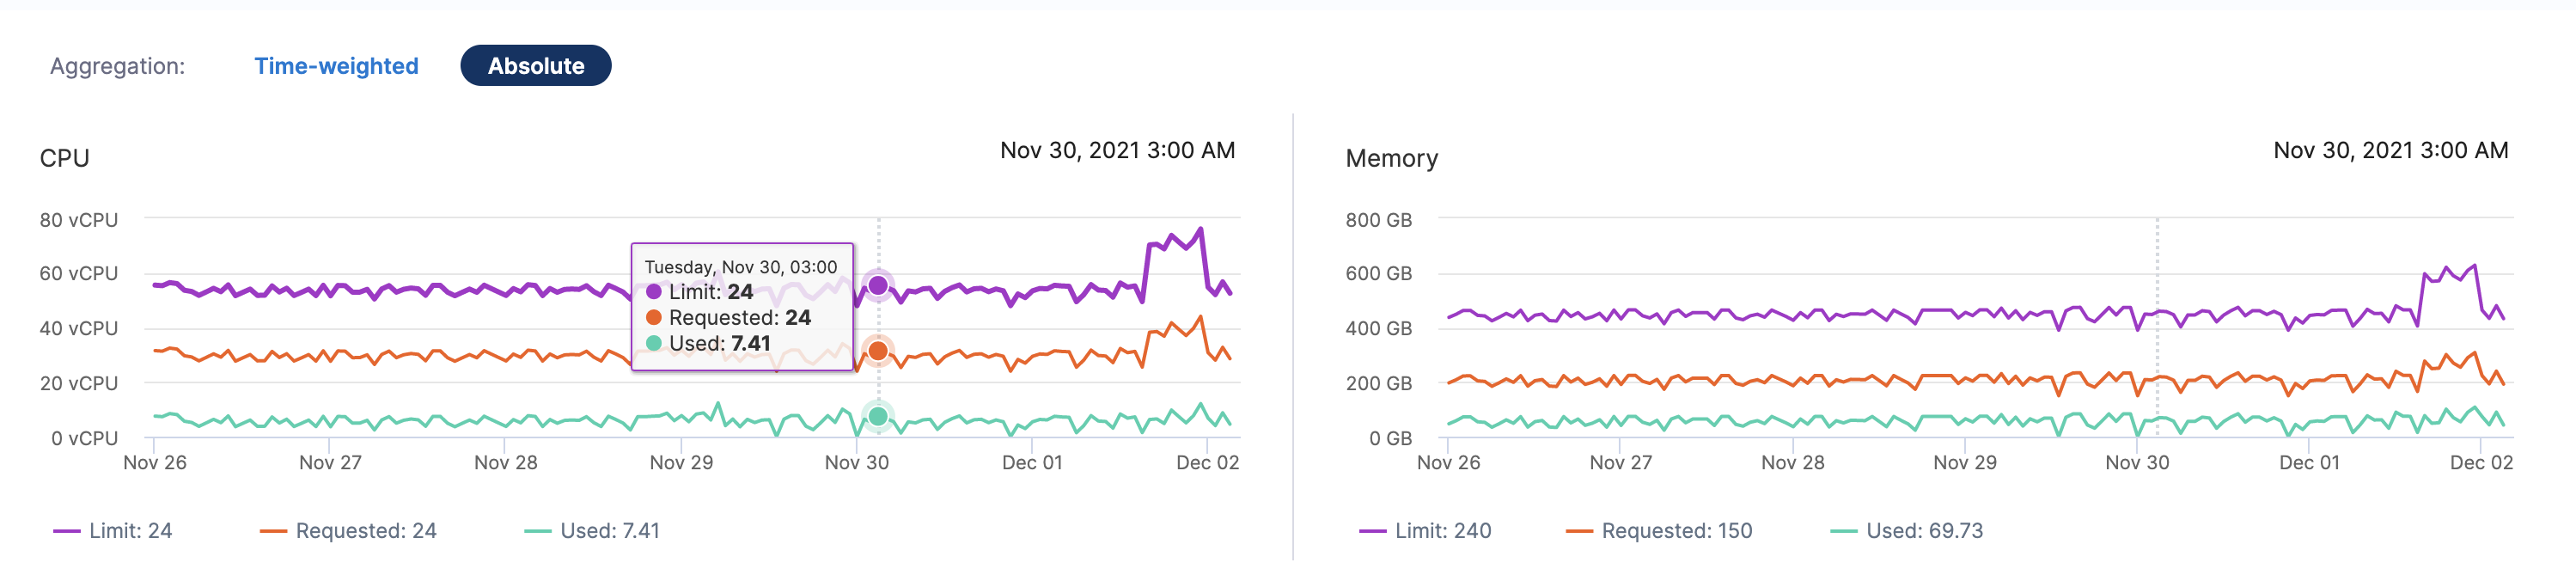 Aggregation: Time-weighted Absolute
CPU
Nov 30, 2021 3:00 AM
80 vCPU
60 vCPU
40 vCPU
20 vCPU
0 vCPU
Tuesday, Nov 30, 03:00
Limit: 24
Requested: 24
Used: 7.41
Nov 26 Nov 27 Nov 28 Nov 29 Nov 30 Dec 01 Dec 02
Limit: 24 Requested: 24 Used: 7.41
Memory
Nov 30, 2021 3:00 AM
800 GB
600 GB
400 GB
200 GB
0 GB
Nov 26 Nov 27 Nov 28 Nov 29 Nov 30 Dec 01 Dec 02
Limit: 240 Requested: 150 Used: 69.73